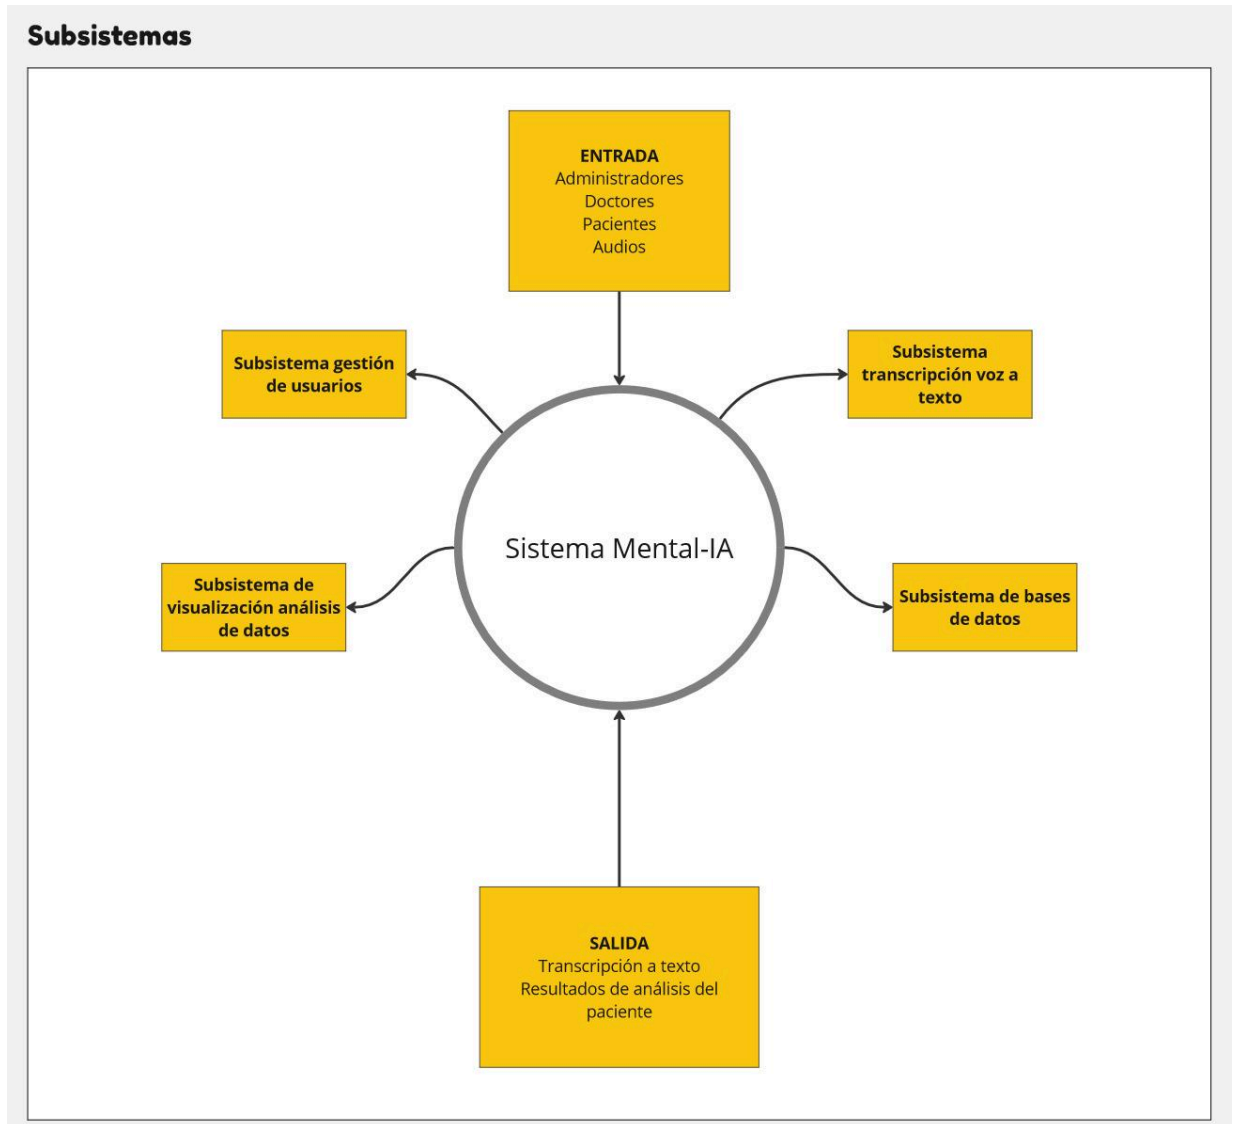 Subsistemas
ENTRADA
Administradores
Doctores
Pacientes
Audios
Subsistema gestión
de usuarios
Subsistema
transcripción voz a
texto
Sistema Mental-IA
Subsistema de
visualización análisis
de datos
Subsistema de bases
de datos
SALIDA
Transcripción a texto
Resultados de análisis del
paciente